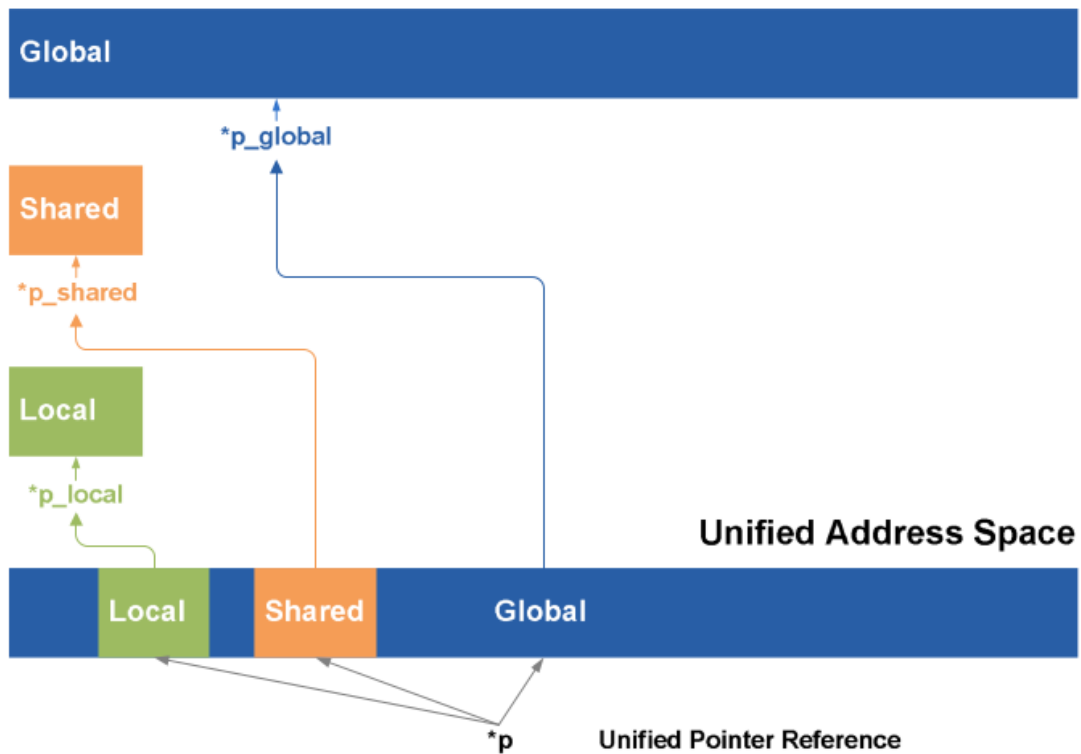 Global
*p_global
Shared
*p_shared
Local
*p_local
Unified Address Space
Local Shared Global
*p Unified Pointer Reference